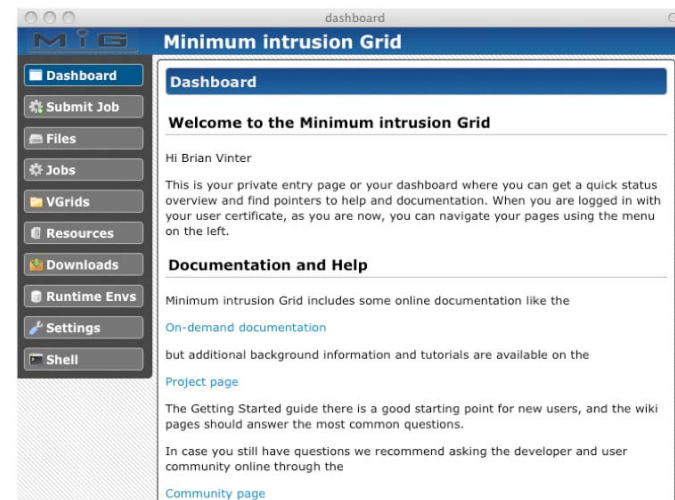 dashboard
MiG
Minimum intrusion Grid
Dashboard
Submit Job
Files
Jobs
VGrids
Resources
Downloads
Runtime Envs
Settings
Shell
Dashboard
Welcome to the Minimum intrusion Grid
Hi Brian Vinter
This is your private entry page or your dashboard where you can get a quick status
overview and find pointers to help and documentation. When you are logged in with
your user certificate, as you are now, you can navigate your pages using the menu
on the left.
Documentation and Help
Minimum intrusion Grid includes some online documentation like the
On-demand documentation
but additional background information and tutorials are available on the
Project page
The Getting Started guide there is a good starting point for new users, and the wiki
pages should answer the most common questions.
In case you still have questions we recommend asking the developer and user
community online through the
Community page